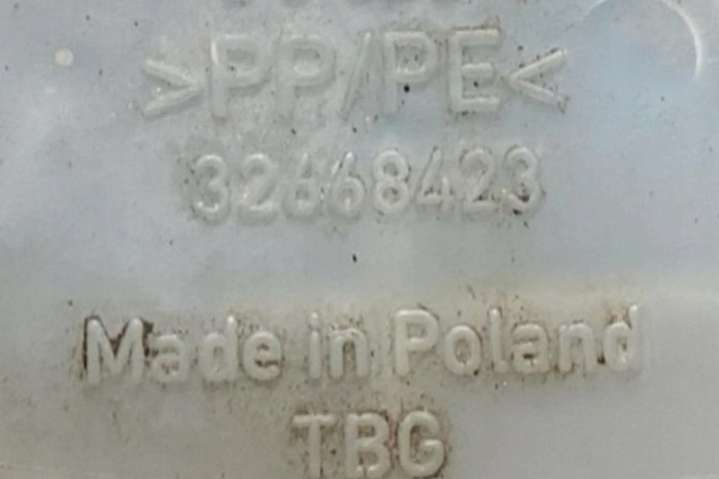 >PP/PE<
32668423
Made in Poland
TBG